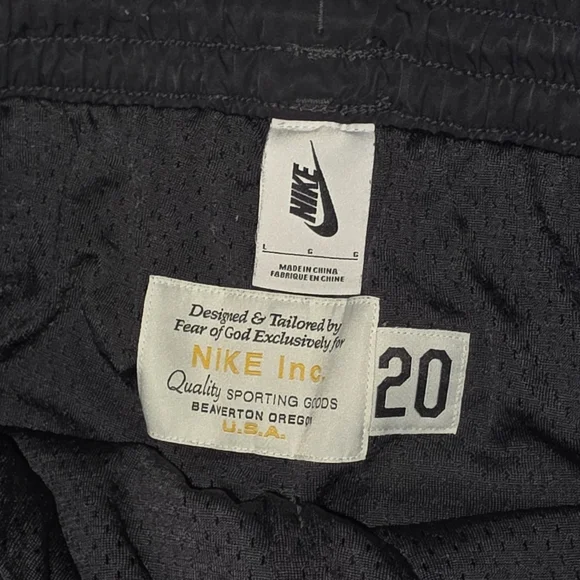 NIKE
L G G
MADE IN CHINA
FABRIQUE EN CHINE
Designed & Tailored by
Fear of God Exclusively for
NIKE Inc.
Quality SPORTING GOODS
BEAVERTON OREGON
U.S.A.
20